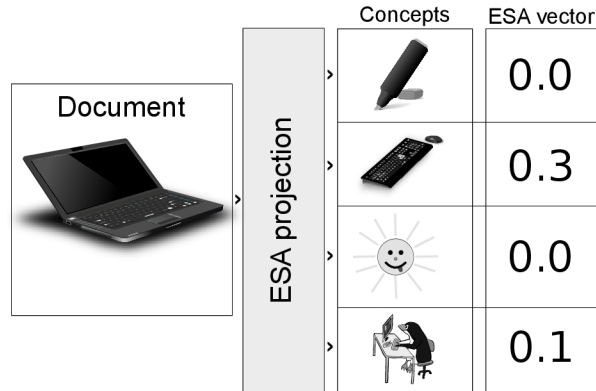 Concepts
ESA vector
Document
ESA projection
0.0
0.3
0.0
0.1